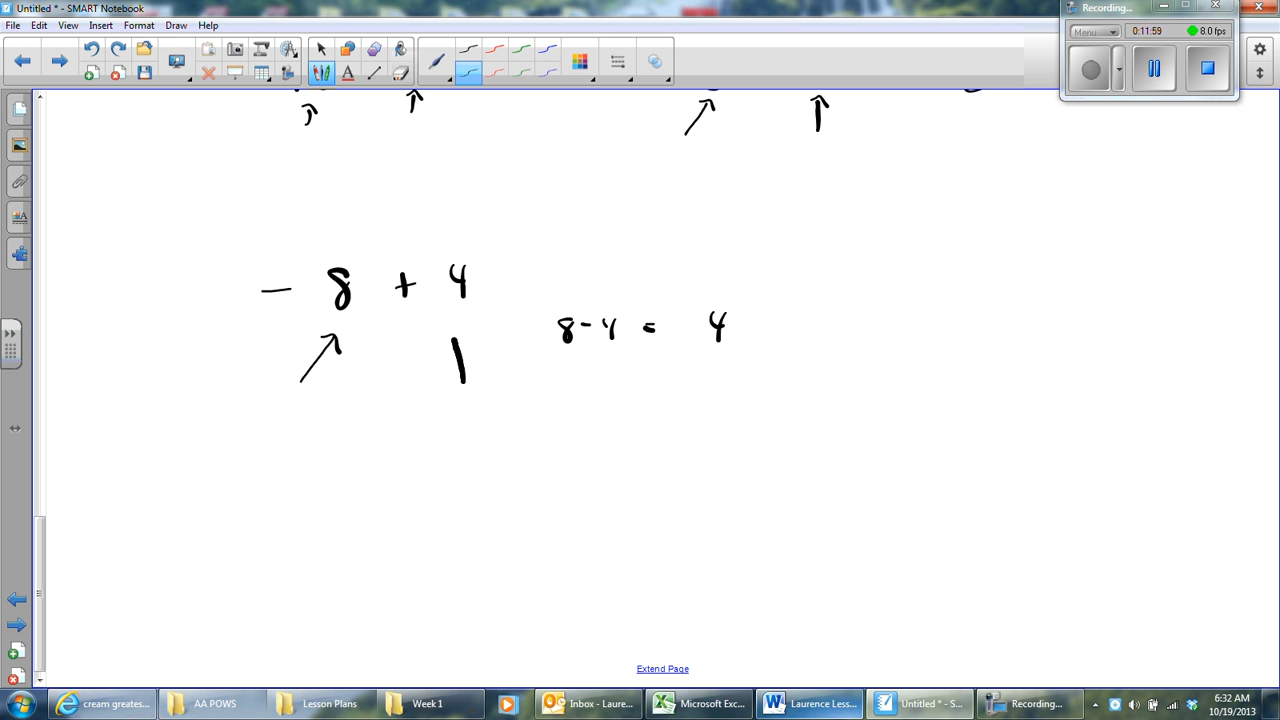 Untitled * - SMART Notebook
Recording...
File Edit View Insert Format Draw Help
Menu 0:11:59 8.0 fps
- 8 + 4
8 - 4 = 4
Extend Page
cream greates... AA POWS Lesson Plans Week 1 Inbox - Laure... Microsoft Exc... Laurence Less... Untitled * - S... Recording... 6:32 AM
10/19/2013